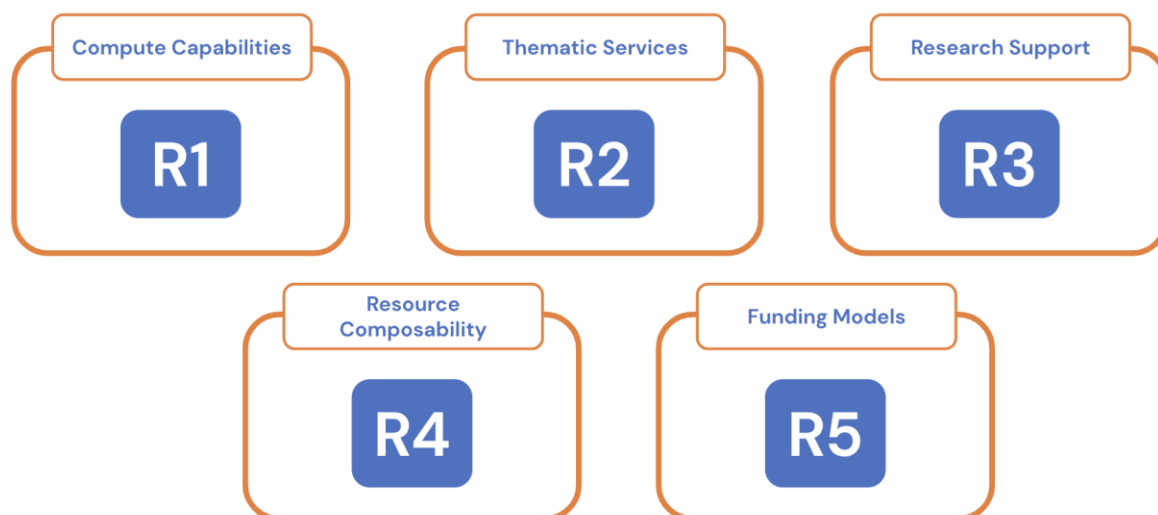 Compute Capabilities
R1
Thematic Services
R2
Research Support
R3
Resource
Composability
R4
Funding Models
R5